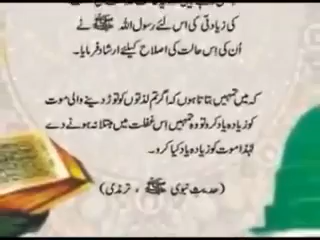 کی زیادتی کی اس لئے رسول اللہ ﷺ نے
اُن کی اِس حالت کی اصلاح کیلئے ارشاد فرمایا۔
کہ میں تمہیں بتاتا ہوں کہ اگر تم لذتوں کو توڑ دینے والی موت
کو زیادہ یاد کرو تو وہ تمہیں اِس غفلت میں مبتلا نہ ہونے دے
لہٰذا موت کو زیادہ یاد کیا کرو۔
(حدیث نبوی ﷺ ، ترمذی)